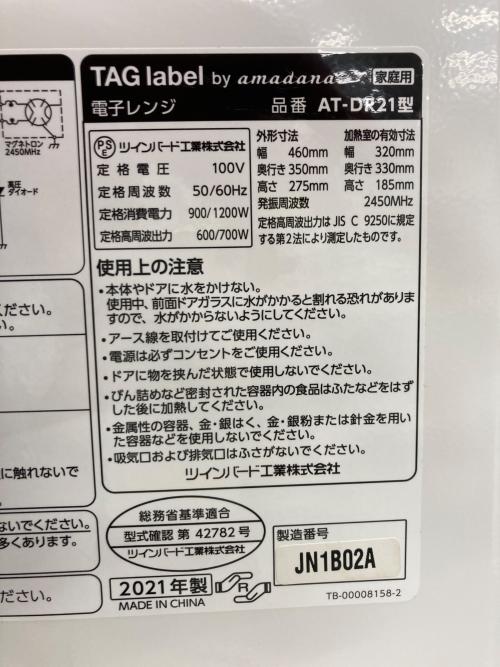 マグネトロン
2450MHz
高圧
ダイオード
ください。
い。
に触れないで
ないでください。
多くあります。
ださい。
TAG label by amadana 家庭用
電子レンジ 品番 AT-DR21型
PSE ツインバード工業株式会社
定格電圧 100V
定格周波数 50/60Hz
定格消費電力 900/1200W
定格高周波出力 600/700W
外形寸法 加熱室の有効寸法
幅 460mm 幅 320mm
奥行き350mm 奥行き330mm
高さ 275mm 高さ 185mm
発振周波数 2450MHz
定格高周波出力はJIS C 9250に規定
する第2法により測定したものです。
使用上の注意
・本体やドアに水をかけない。
使用中、前面ドアガラスに水がかかると割れる恐れがありま
すので、水がかからないようにしてください。
・アース線を取付けてご使用ください。
・電源は必ずコンセントをご使用ください。
・ドアに物を挟んだ状態で使用しないでください。
・びん詰めなど密封された容器内の食品はふたなどをはず
した後に加熱してください。
・金属性の容器、金・銀はく、金・銀粉または針金を用い
た容器などを使用しないでください。
・吸気口および排気口はふさがないでください。
ツインバード工業株式会社
総務省基準適合
型式確認 第 42782 号
ツインバード工業株式会社
2021年製 R
MADE IN CHINA
製造番号
JN1B02A
TB-00008158-2